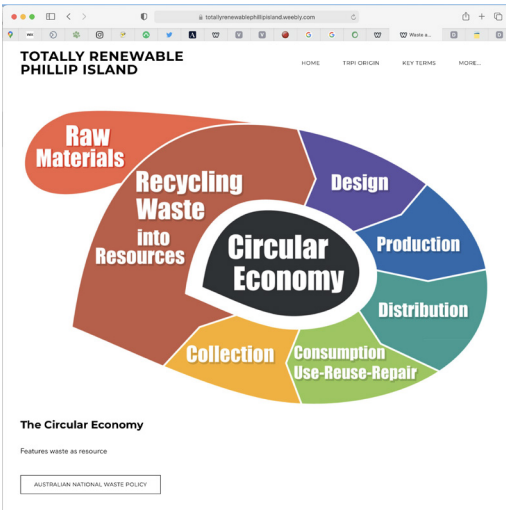 totallyrenewablephillipisland.weebly.com
Waste a...
TOTALLY RENEWABLE
PHILLIP ISLAND
HOME
TRPI ORIGIN
KEY TERMS
MORE...
Raw
Materials
Recycling
Waste
into
Resources
Design
Circular
Economy
Production
Distribution
Collection
Consumption
Use-Reuse-Repair
The Circular Economy
Features waste as resource
AUSTRALIAN NATIONAL WASTE POLICY